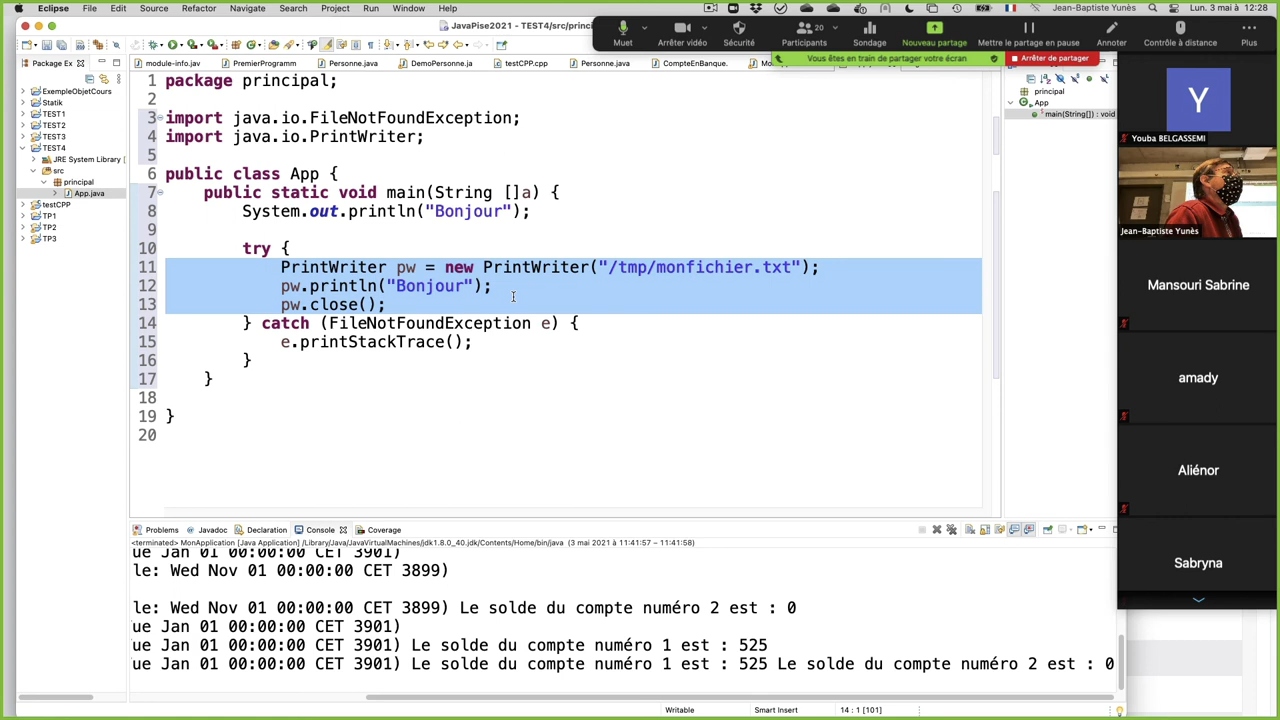 Eclipse File Edit Source Refactor Navigate Search Project Run Window Help Jean-Baptiste Yunès Lun. 3 mai à 12:28
JavaPise2021 - TEST4/src/princi
Muet Arrêter vidéo Sécurité Participants 20 Sondage Nouveau partage Mettre le partage en pause Annoter Contrôle à distance Plus
Vous êtes en train de partager votre écran Arrêter de partager
Package Ex
module-info.jav PremierProgramm Personne.java DemoPersonne.ja testCPP.cpp Personne.java CompteEnBanque.
ExempleObjetCours
Statik
TEST1
TEST2
TEST3
TEST4
JRE System Library
src
principal
App.java
testCPP
TP1
TP2
TP3
1 package principal;
2
3 import java.io.FileNotFoundException;
4 import java.io.PrintWriter;
5
6 public class App {
7 public static void main(String []a) {
8 System.out.println("Bonjour");
9
10 try {
11 PrintWriter pw = new PrintWriter("/tmp/monfichier.txt");
12 pw.println("Bonjour");
13 pw.close();
14 } catch (FileNotFoundException e) {
15 e.printStackTrace();
16 }
17 }
18
19 }
20
principal
App
main(String[]) : void
Y
Youba BELGASSEMI
Jean-Baptiste Yunès
Mansouri Sabrine
amady
Aliénor
Sabryna
Problems Javadoc Declaration Console Coverage
<terminated> MonApplication [Java Application] /Library/Java/JavaVirtualMachines/jdk1.8.0_40.jdk/Contents/Home/bin/java (3 mai 2021 à 11:41:57 – 11:41:58)
ue Jan 01 00:00:00 CET 3901)
le: Wed Nov 01 00:00:00 CET 3899)
le: Wed Nov 01 00:00:00 CET 3899) Le solde du compte numéro 2 est : 0
ue Jan 01 00:00:00 CET 3901)
ue Jan 01 00:00:00 CET 3901) Le solde du compte numéro 1 est : 525
ue Jan 01 00:00:00 CET 3901) Le solde du compte numéro 1 est : 525 Le solde du compte numéro 2 est : 0
Writable Smart Insert 14 : 1 [101]